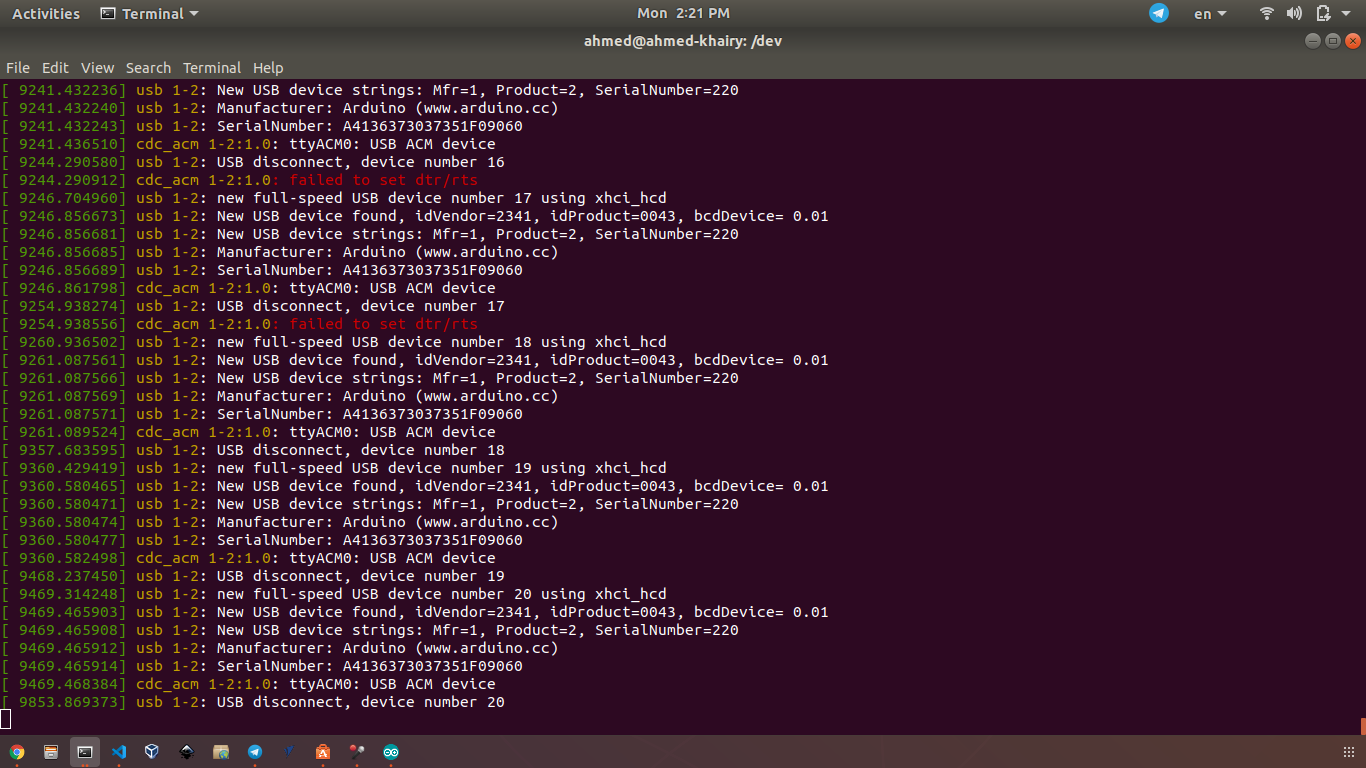 Activities Terminal Mon 2:21 PM en
ahmed@ahmed-khairy: /dev
File Edit View Search Terminal Help
[ 9241.432236] usb 1-2: New USB device strings: Mfr=1, Product=2, SerialNumber=220
[ 9241.432240] usb 1-2: Manufacturer: Arduino (www.arduino.cc)
[ 9241.432243] usb 1-2: SerialNumber: A4136373037351F09060
[ 9241.436510] cdc_acm 1-2:1.0: ttyACM0: USB ACM device
[ 9244.290580] usb 1-2: USB disconnect, device number 16
[ 9244.290912] cdc_acm 1-2:1.0: failed to set dtr/rts
[ 9246.704960] usb 1-2: new full-speed USB device number 17 using xhci_hcd
[ 9246.856673] usb 1-2: New USB device found, idVendor=2341, idProduct=0043, bcdDevice= 0.01
[ 9246.856681] usb 1-2: New USB device strings: Mfr=1, Product=2, SerialNumber=220
[ 9246.856685] usb 1-2: Manufacturer: Arduino (www.arduino.cc)
[ 9246.856689] usb 1-2: SerialNumber: A4136373037351F09060
[ 9246.861798] cdc_acm 1-2:1.0: ttyACM0: USB ACM device
[ 9254.938274] usb 1-2: USB disconnect, device number 17
[ 9254.938556] cdc_acm 1-2:1.0: failed to set dtr/rts
[ 9260.936502] usb 1-2: new full-speed USB device number 18 using xhci_hcd
[ 9261.087561] usb 1-2: New USB device found, idVendor=2341, idProduct=0043, bcdDevice= 0.01
[ 9261.087566] usb 1-2: New USB device strings: Mfr=1, Product=2, SerialNumber=220
[ 9261.087569] usb 1-2: Manufacturer: Arduino (www.arduino.cc)
[ 9261.087571] usb 1-2: SerialNumber: A4136373037351F09060
[ 9261.089524] cdc_acm 1-2:1.0: ttyACM0: USB ACM device
[ 9357.683595] usb 1-2: USB disconnect, device number 18
[ 9360.429419] usb 1-2: new full-speed USB device number 19 using xhci_hcd
[ 9360.580465] usb 1-2: New USB device found, idVendor=2341, idProduct=0043, bcdDevice= 0.01
[ 9360.580471] usb 1-2: New USB device strings: Mfr=1, Product=2, SerialNumber=220
[ 9360.580474] usb 1-2: Manufacturer: Arduino (www.arduino.cc)
[ 9360.580477] usb 1-2: SerialNumber: A4136373037351F09060
[ 9360.582498] cdc_acm 1-2:1.0: ttyACM0: USB ACM device
[ 9468.237450] usb 1-2: USB disconnect, device number 19
[ 9469.314248] usb 1-2: new full-speed USB device number 20 using xhci_hcd
[ 9469.465903] usb 1-2: New USB device found, idVendor=2341, idProduct=0043, bcdDevice= 0.01
[ 9469.465908] usb 1-2: New USB device strings: Mfr=1, Product=2, SerialNumber=220
[ 9469.465912] usb 1-2: Manufacturer: Arduino (www.arduino.cc)
[ 9469.465914] usb 1-2: SerialNumber: A4136373037351F09060
[ 9469.468384] cdc_acm 1-2:1.0: ttyACM0: USB ACM device
[ 9853.869373] usb 1-2: USB disconnect, device number 20